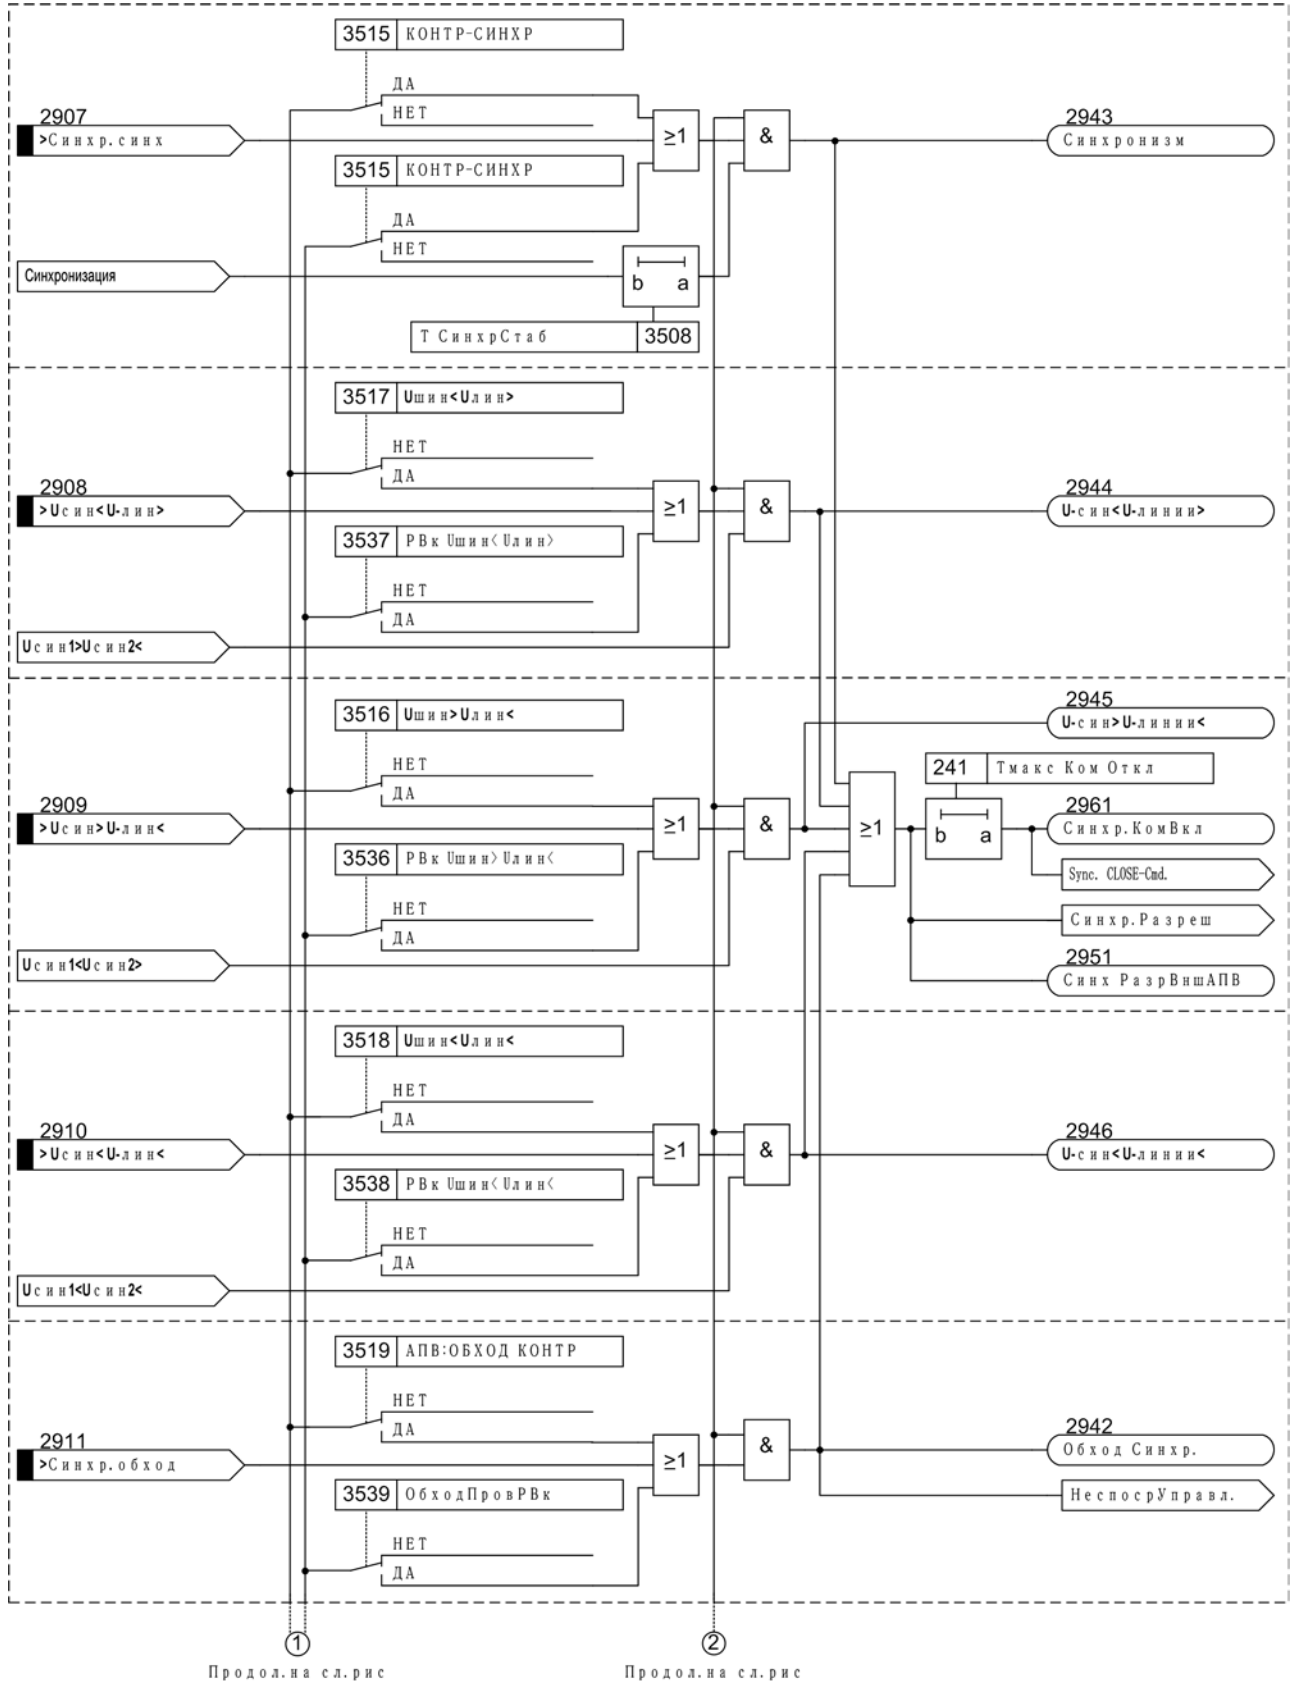 3515 КОНТР-СИНХР
ДА
НЕТ
2907
>Синхр.синх
≥1
&
2943
Синхронизм
3515 КОНТР-СИНХР
ДА
НЕТ
Синхронизация
b a
Т СинхрСтаб 3508
3517 Uшин<Uлин>
НЕТ
ДА
2908
>Uсин<U-лин>
≥1
&
2944
U-син<U-линии>
3537 РВк Uшин<Uлин>
НЕТ
ДА
Uсин1>Uсин2<
3516 Uшин>Uлин<
2945
U-син>U-линии<
НЕТ
ДА
241 Тмакс Ком Откл
2909
>Uсин>U-лин<
≥1
&
≥1
b a
2961
Синхр.КомВкл
3536 РВк Uшин>Uлин<
Sync. CLOSE-Cmd.
НЕТ
ДА
Синхр.Разреш
Uсин1<Uсин2>
2951
Синх РазрВншАПВ
3518 Uшин<Uлин<
НЕТ
ДА
2910
>Uсин<U-лин<
≥1
&
2946
U-син<U-линии<
3538 РВк Uшин<Uлин<
НЕТ
ДА
Uсин1<Uсин2<
3519 АПВ:ОБХОД КОНТР
НЕТ
ДА
2911
>Синхр.обход
≥1
&
2942
Обход Синхр.
3539 ОбходПровРВк
НеспосрУправл.
НЕТ
ДА
1
2
Продол.на сл.рис
Продол.на сл.рис